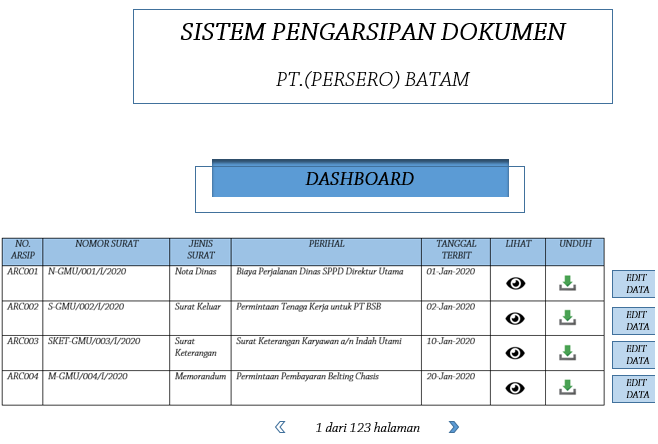 SISTEM PENGARSIPAN DOKUMEN
PT.(PERSERO) BATAM
DASHBOARD
NO. ARSIP NOMOR SURAT JENIS SURAT PERIHAL TANGGAL TERBIT LIHAT UNDUH
ARC001 N-GMU/001/I/2020 Nota Dinas Biaya Perjalanan Dinas SPPD Direktur Utama 01-Jan-2020 EDIT DATA
ARC002 S-GMU/002/I/2020 Surat Keluar Permintaan Tenaga Kerja untuk PT BSB 02-Jan-2020 EDIT DATA
ARC003 SKET-GMU/003/I/2020 Surat Keterangan Surat Keterangan Karyawan a/n Indah Utami 10-Jan-2020 EDIT DATA
ARC004 M-GMU/004/I/2020 Memorandum Permintaan Pembayaran Belting Chasis 20-Jan-2020 EDIT DATA
1 dari 123 halaman